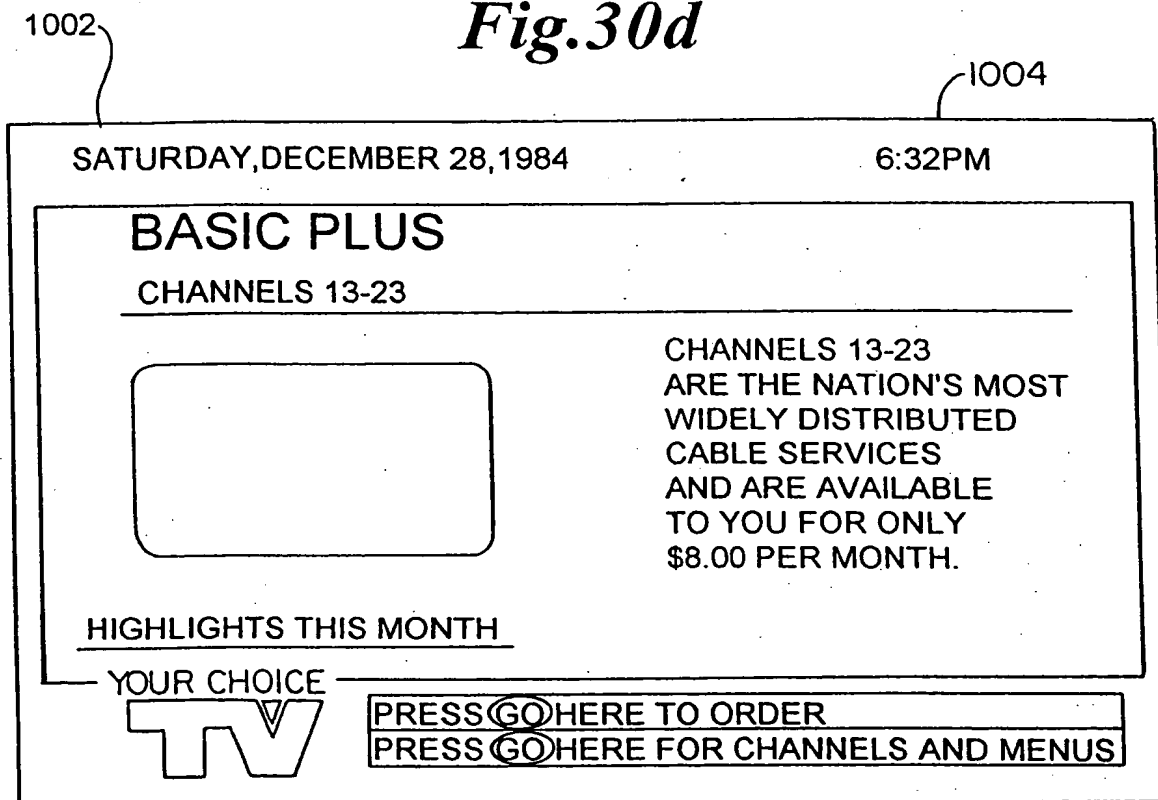 Fig.30d
1002
1004
SATURDAY,DECEMBER 28,1984 6:32PM
BASIC PLUS
CHANNELS 13-23
CHANNELS 13-23
ARE THE NATION'S MOST
WIDELY DISTRIBUTED
CABLE SERVICES
AND ARE AVAILABLE
TO YOU FOR ONLY
$8.00 PER MONTH.
HIGHLIGHTS THIS MONTH
YOUR CHOICE
TV
PRESS GO HERE TO ORDER
PRESS GO HERE FOR CHANNELS AND MENUS